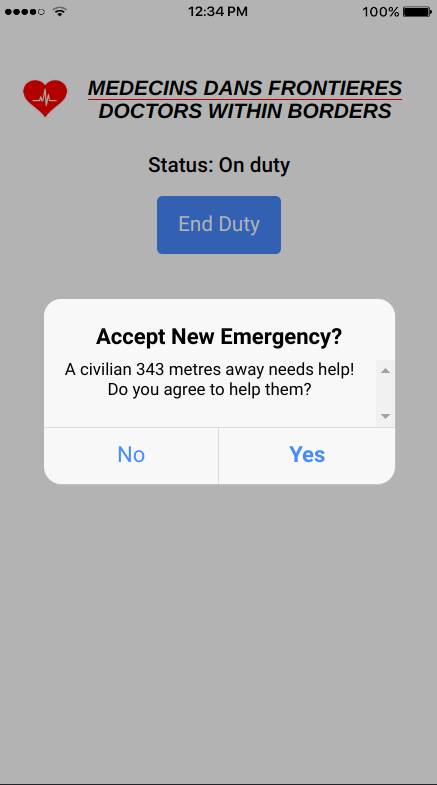 12:34 PM
100%
MEDECINS DANS FRONTIERES
DOCTORS WITHIN BORDERS
Status: On duty
End Duty
Accept New Emergency?
A civilian 343 metres away needs help!
Do you agree to help them?
No
Yes